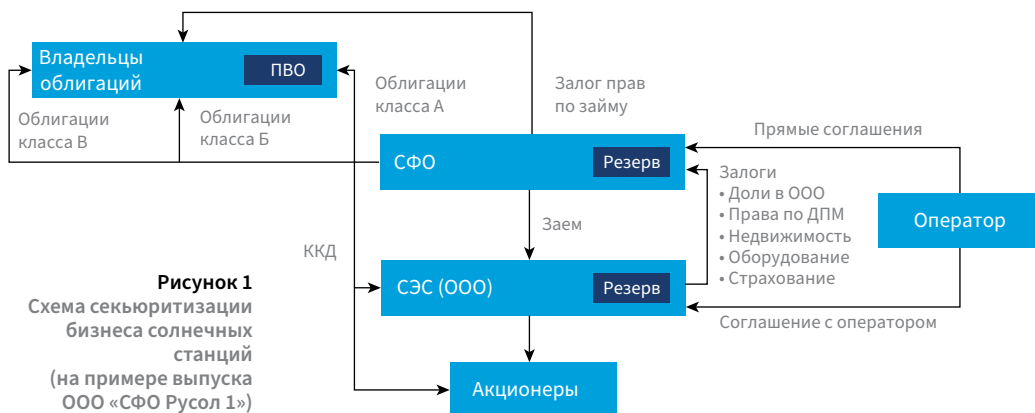 Владельцы
облигаций
ПВО
Облигации
класса В
Облигации
класса Б
Облигации
класса А
Залог прав
по займу
Прямые соглашения
СФО
Резерв
Залоги
• Доли в ООО
• Права по ДПМ
• Недвижимость
• Оборудование
• Страхование
Оператор
Заем
ККД
СЭС (ООО)
Резерв
Соглашение с оператором
Акционеры
Рисунок 1
Схема секьюритизации
бизнеса солнечных
станций
(на примере выпуска
ООО «СФО Русол 1»)